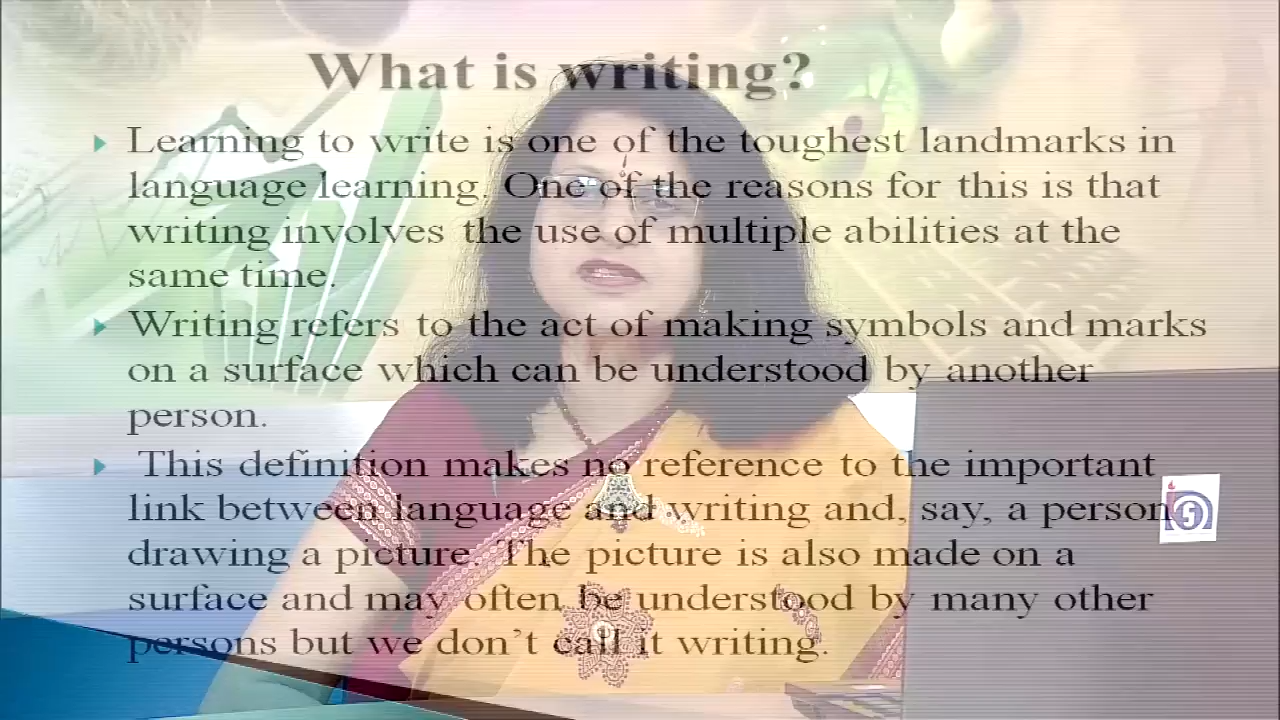 What is writing?
Learning to write is one of the toughest landmarks in
language learning. One of the reasons for this is that
writing involves the use of multiple abilities at the
same time.
Writing refers to the act of making symbols and marks
on a surface which can be understood by another
person.
This definition makes no reference to the important
link between language and writing and, say, a person
drawing a picture. The picture is also made on a
surface and may often be understood by many other
persons but we don’t call it writing.